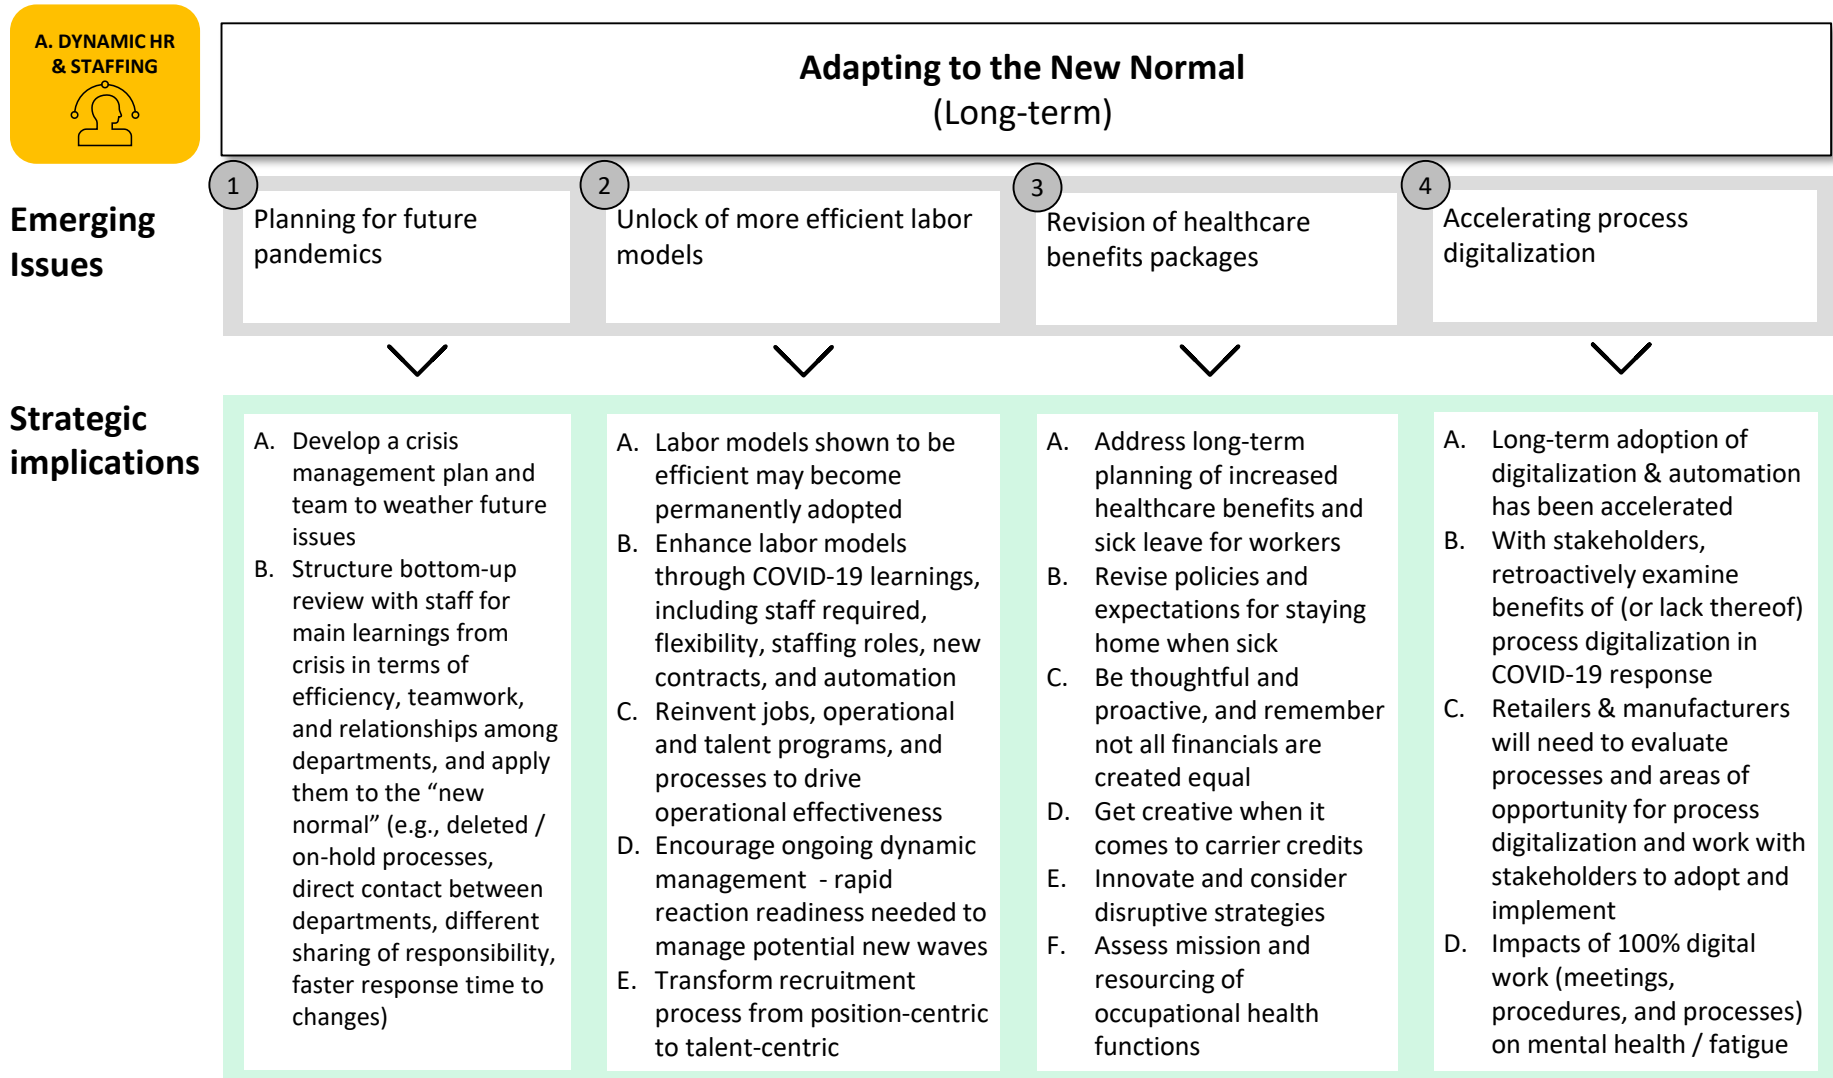 A. DYNAMIC HR
& STAFFING
Adapting to the New Normal
(Long-term)
Emerging
Issues
1
Planning for future
pandemics
2
Unlock of more efficient labor
models
3
Revision of healthcare
benefits packages
4
Accelerating process
digitalization
Strategic
implications
A. Develop a crisis
management plan and
team to weather future
issues
B. Structure bottom-up
review with staff for
main learnings from
crisis in terms of
efficiency, teamwork,
and relationships among
departments, and apply
them to the “new
normal” (e.g., deleted /
on-hold processes,
direct contact between
departments, different
sharing of responsibility,
faster response time to
changes)
A. Labor models shown to be
efficient may become
permanently adopted
B. Enhance labor models
through COVID-19 learnings,
including staff required,
flexibility, staffing roles, new
contracts, and automation
C. Reinvent jobs, operational
and talent programs, and
processes to drive
operational effectiveness
D. Encourage ongoing dynamic
management - rapid
reaction readiness needed to
manage potential new waves
E. Transform recruitment
process from position-centric
to talent-centric
A. Address long-term
planning of increased
healthcare benefits and
sick leave for workers
B. Revise policies and
expectations for staying
home when sick
C. Be thoughtful and
proactive, and remember
not all financials are
created equal
D. Get creative when it
comes to carrier credits
E. Innovate and consider
disruptive strategies
F. Assess mission and
resourcing of
occupational health
functions
A. Long-term adoption of
digitalization & automation
has been accelerated
B. With stakeholders,
retroactively examine
benefits of (or lack thereof)
process digitalization in
COVID-19 response
C. Retailers & manufacturers
will need to evaluate
processes and areas of
opportunity for process
digitalization and work with
stakeholders to adopt and
implement
D. Impacts of 100% digital
work (meetings,
procedures, and processes)
on mental health / fatigue